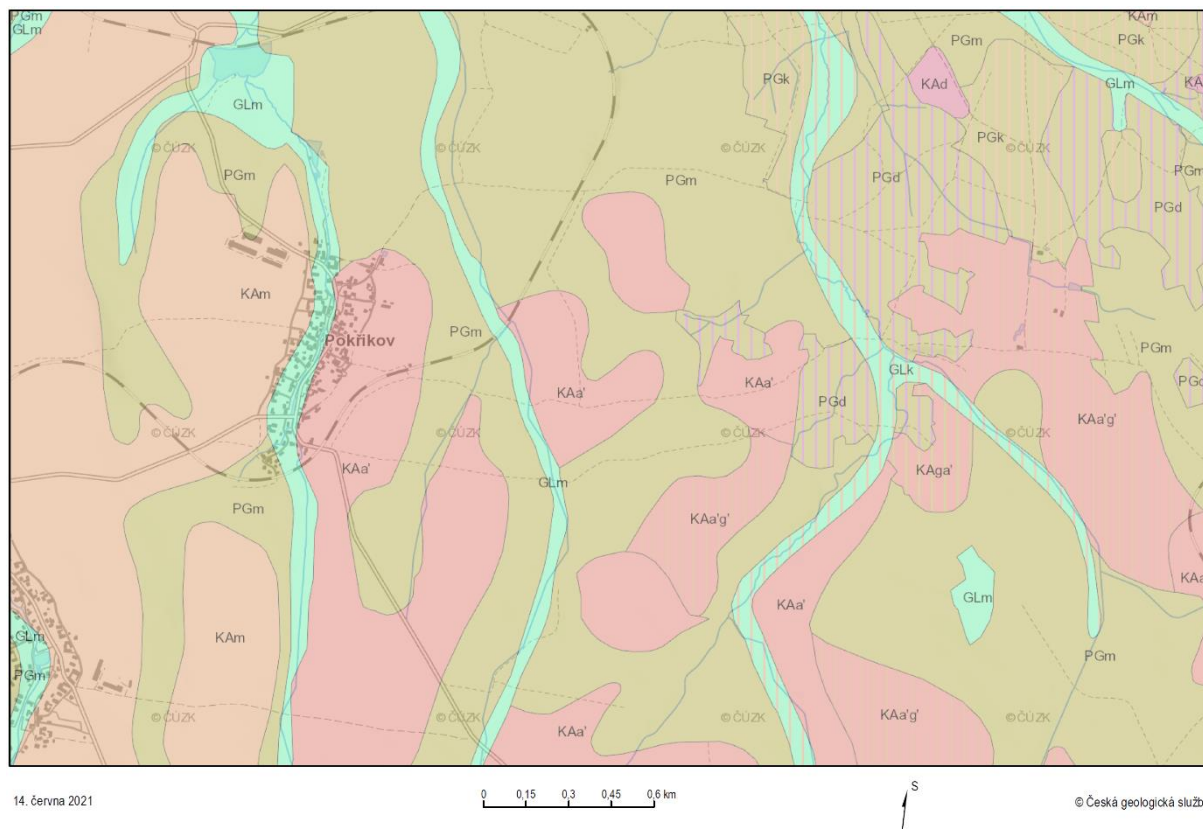 PGm
GLm
KAm
PGk
PGm
PGk
KAd
GLm
KA
GLm
© ČÚZK
© ČÚZK
© ČÚZK
© ČÚZK
PGk
PGm
PGm
PGd
PGm
PGd
KAm
Pokřikov
PGm
PGm
GLk
KAa'
KAa'
PGd
KAa'g'
© ČÚZK
© ČÚZK
© ČÚZK
© ČÚZK
KAa'
KAga'
GLm
PGm
KAa'g'
KAa
GLm
KAa'
GLm
KAm
PGm
PGm
© ČÚZK
© ČÚZK
© ČÚZK
© ČÚZK
KAa'
KAa'g'
14. června 2021
0 0,15 0,3 0,45 0,6 km
S
© Česká geologická služb